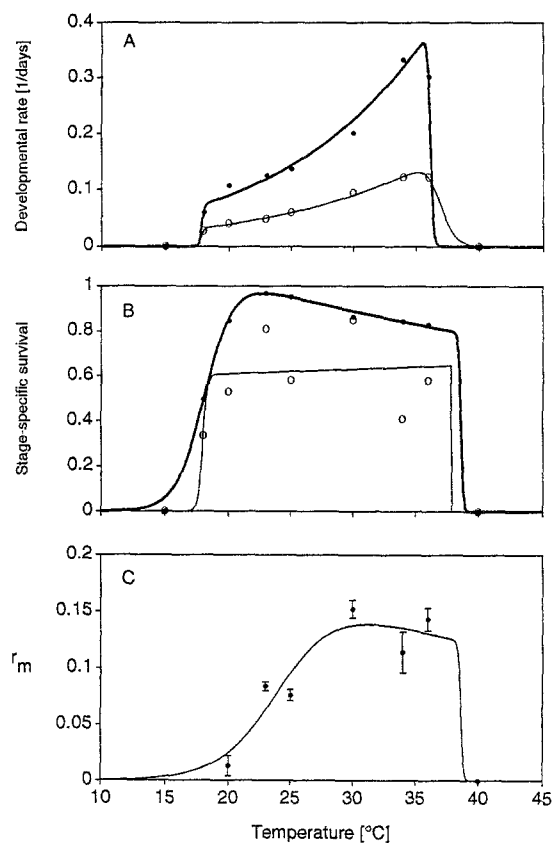 A
Developmental rate [1/days]
0.4
0.3
0.2
0.1
0
B
Stage-specific survival
1
0.8
0.6
0.4
0.2
0
C
rm
0.2
0.15
0.1
0.05
0
10 15 20 25 30 35 40 45
Temperature [°C]